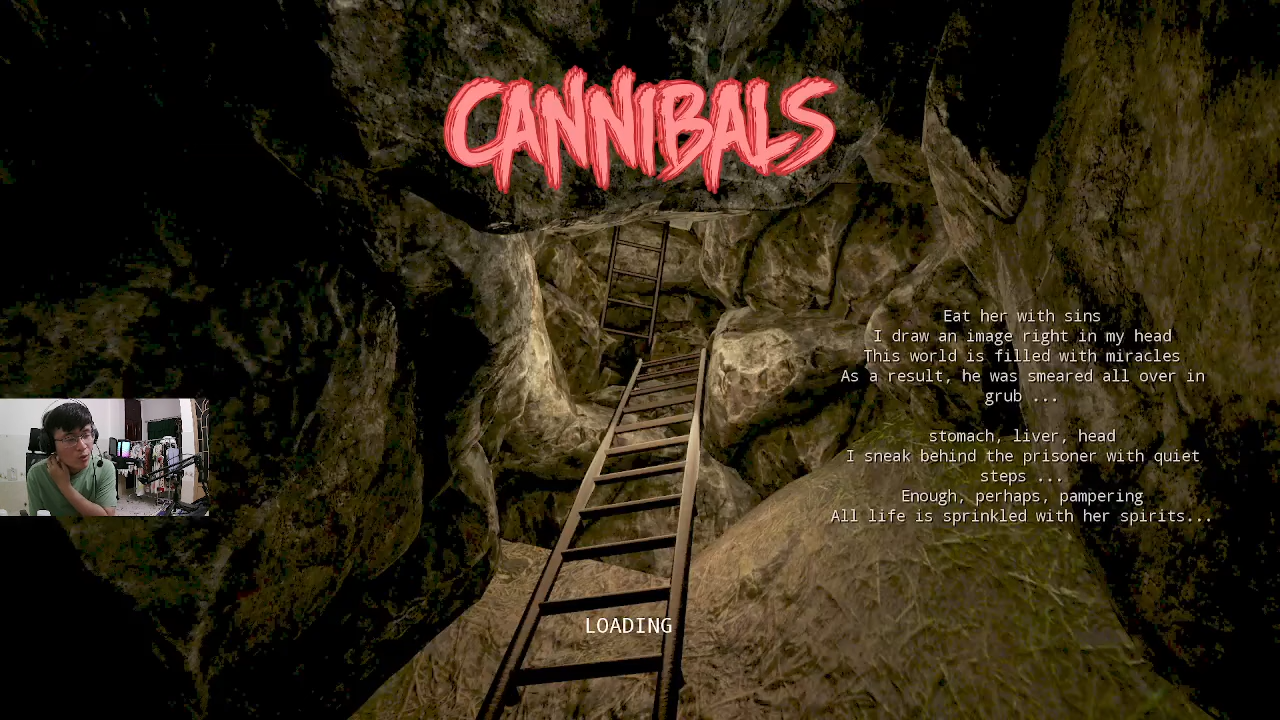 CANNIBALS
Eat her with sins
I draw an image right in my head
This world is filled with miracles
As a result, he was smeared all over in
grub ...
stomach, liver, head
I sneak behind the prisoner with quiet
steps ...
Enough, perhaps, pampering
All life is sprinkled with her spirits...
LOADING